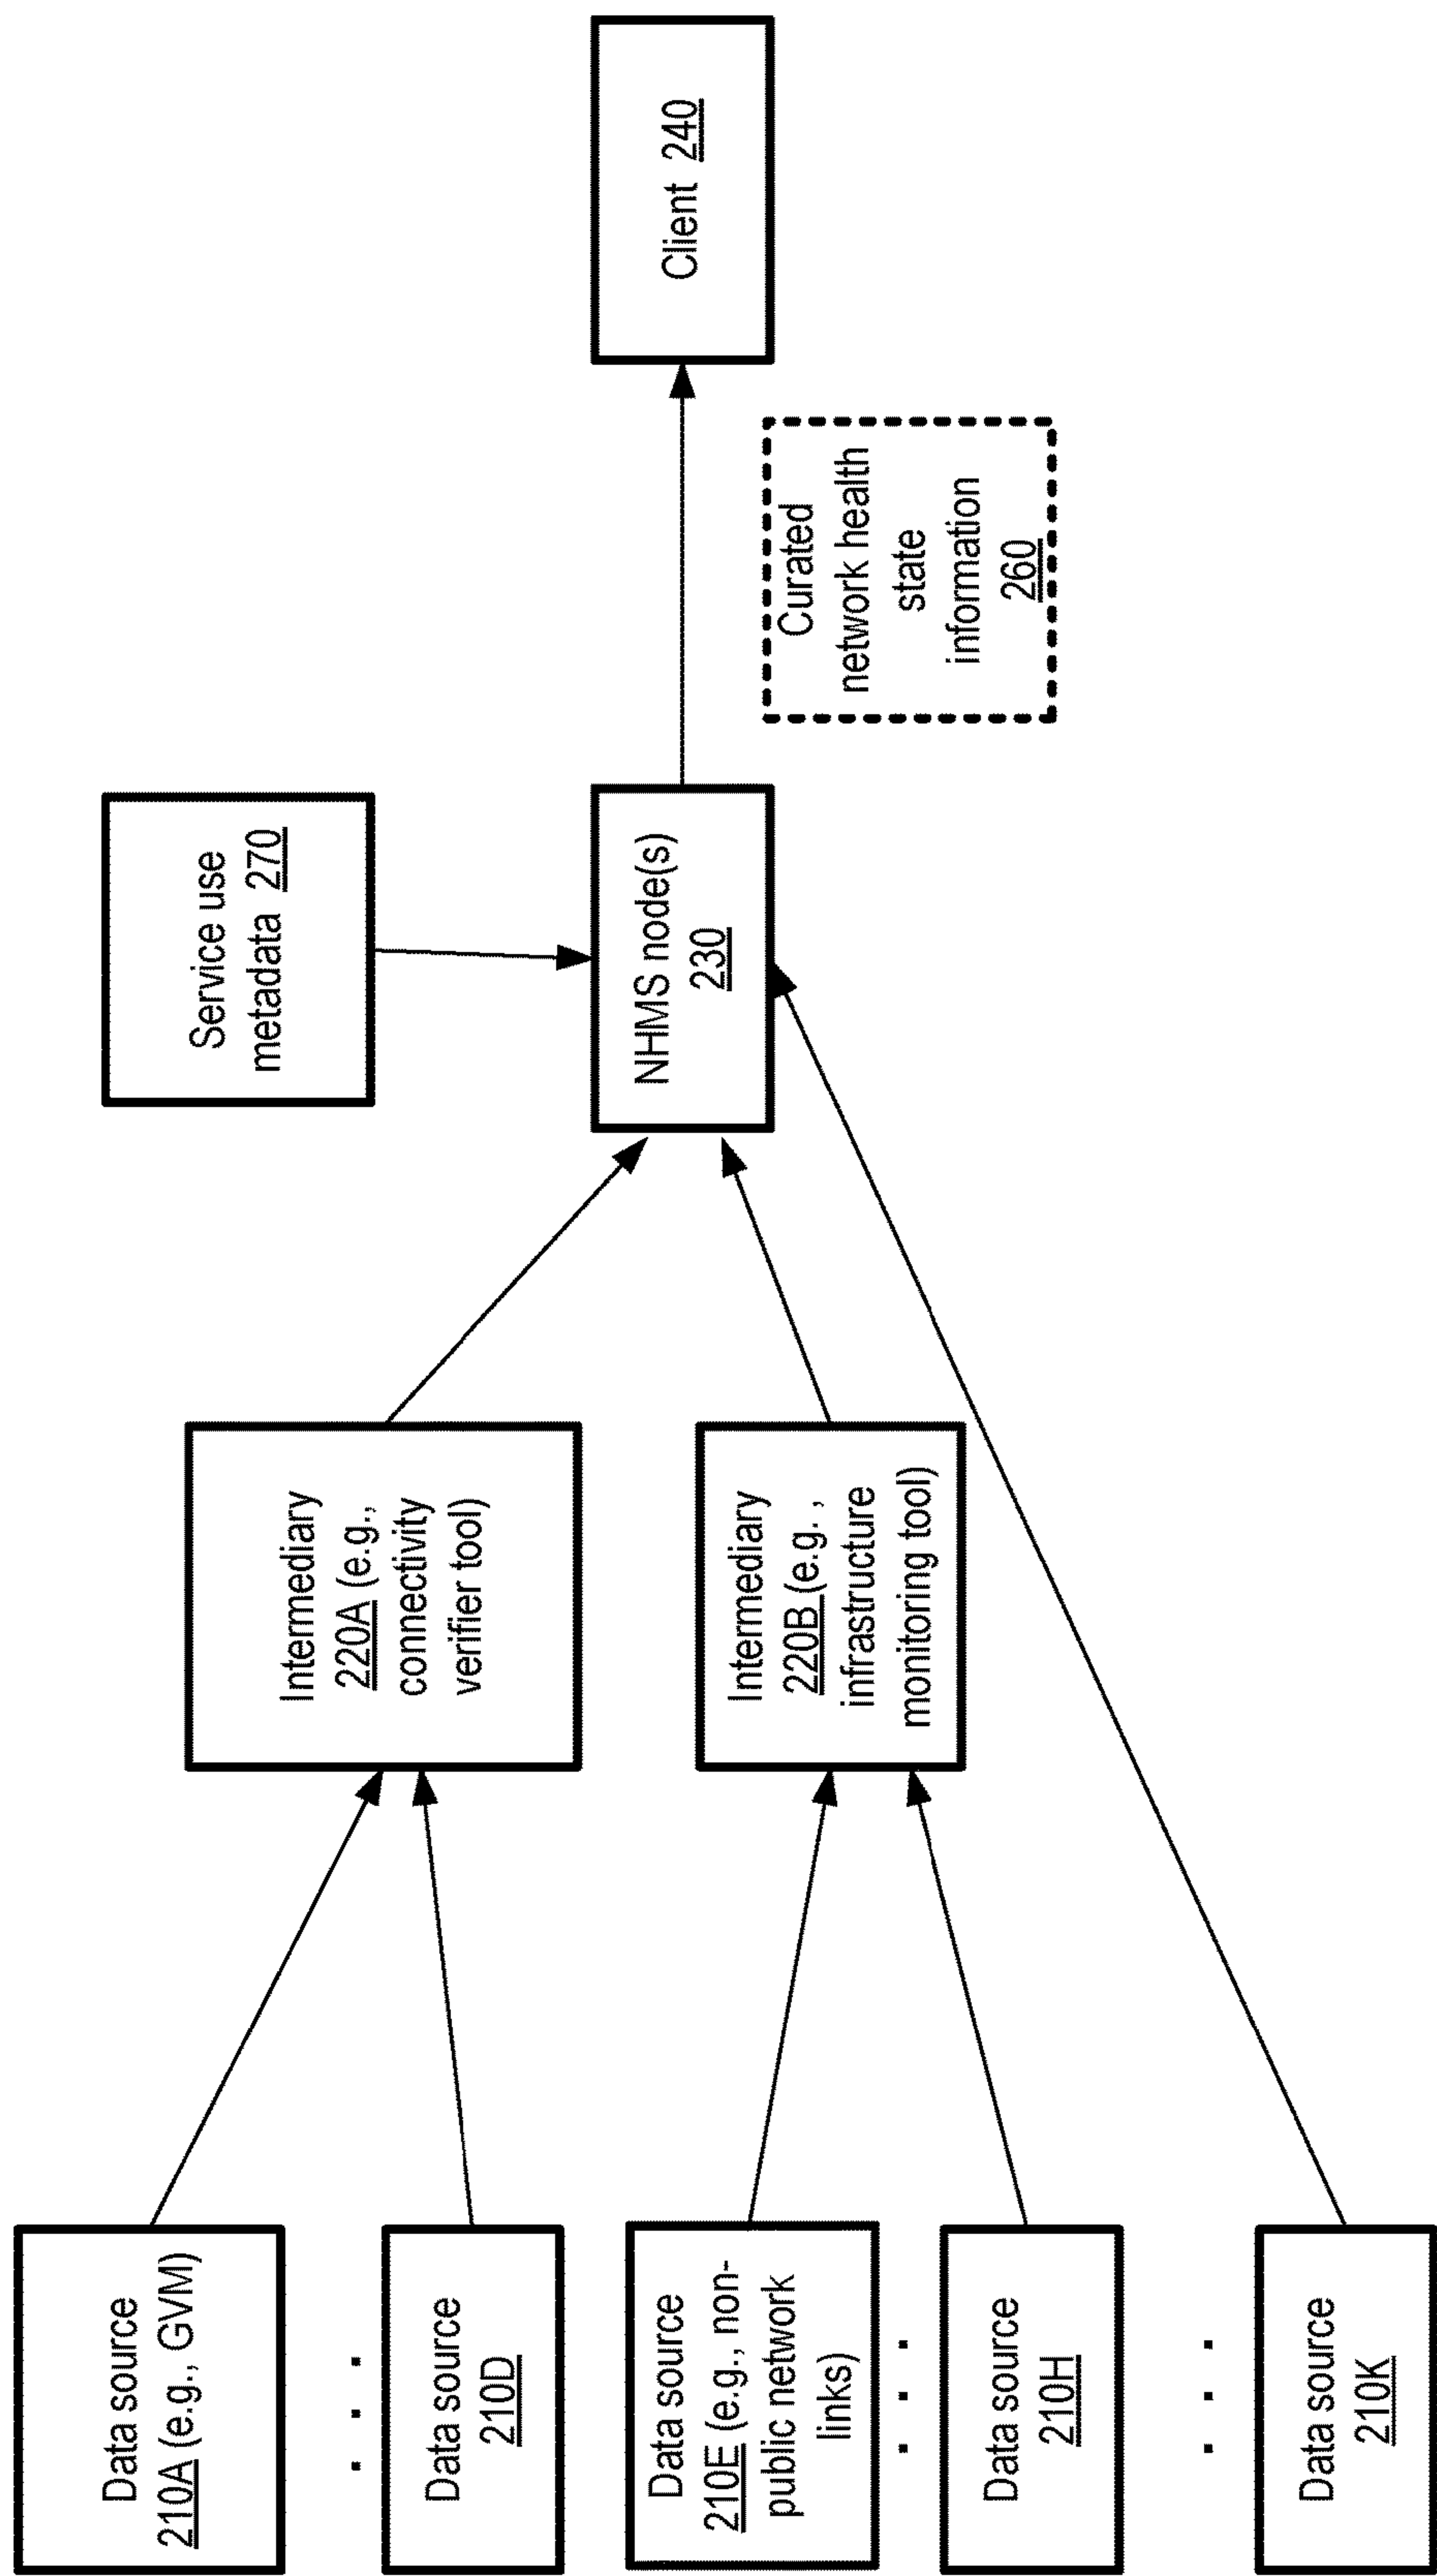 Data source
210A (e.g., GVM)
. . .
Data source
210D
Data source
210E (e.g., non-
public network
links)
. . .
Data source
210H
. . .
Data source
210K
Intermediary
220A (e.g.,
connectivity
verifier tool)
Intermediary
220B (e.g. ,
infrastructure
monitoring tool)
Service use
metadata 270
NHMS node(s)
230
Curated
network health
state
information
260
Client 240